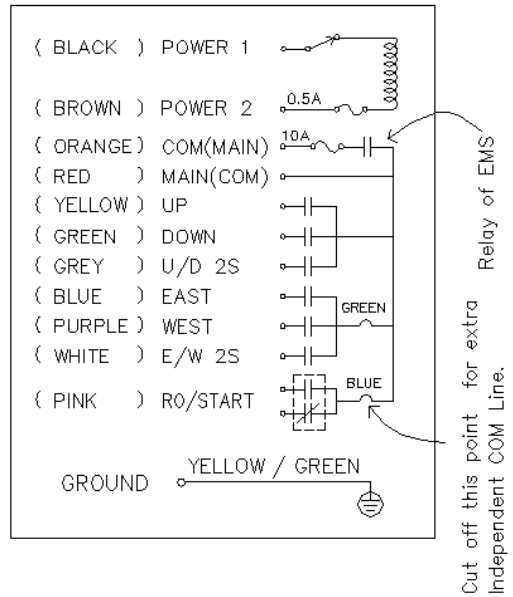 ( BLACK ) POWER 1
( BROWN ) POWER 2 0.5A
( ORANGE ) COM(MAIN) 10A
( RED ) MAIN(COM)
( YELLOW ) UP
( GREEN ) DOWN
( GREY ) U/D 2S
( BLUE ) EAST
GREEN
( PURPLE ) WEST
( WHITE ) E/W 2S
BLUE
( PINK ) RO/START
YELLOW / GREEN
GROUND
Relay of EMS
Cut off this point for extra
Independent COM Line.